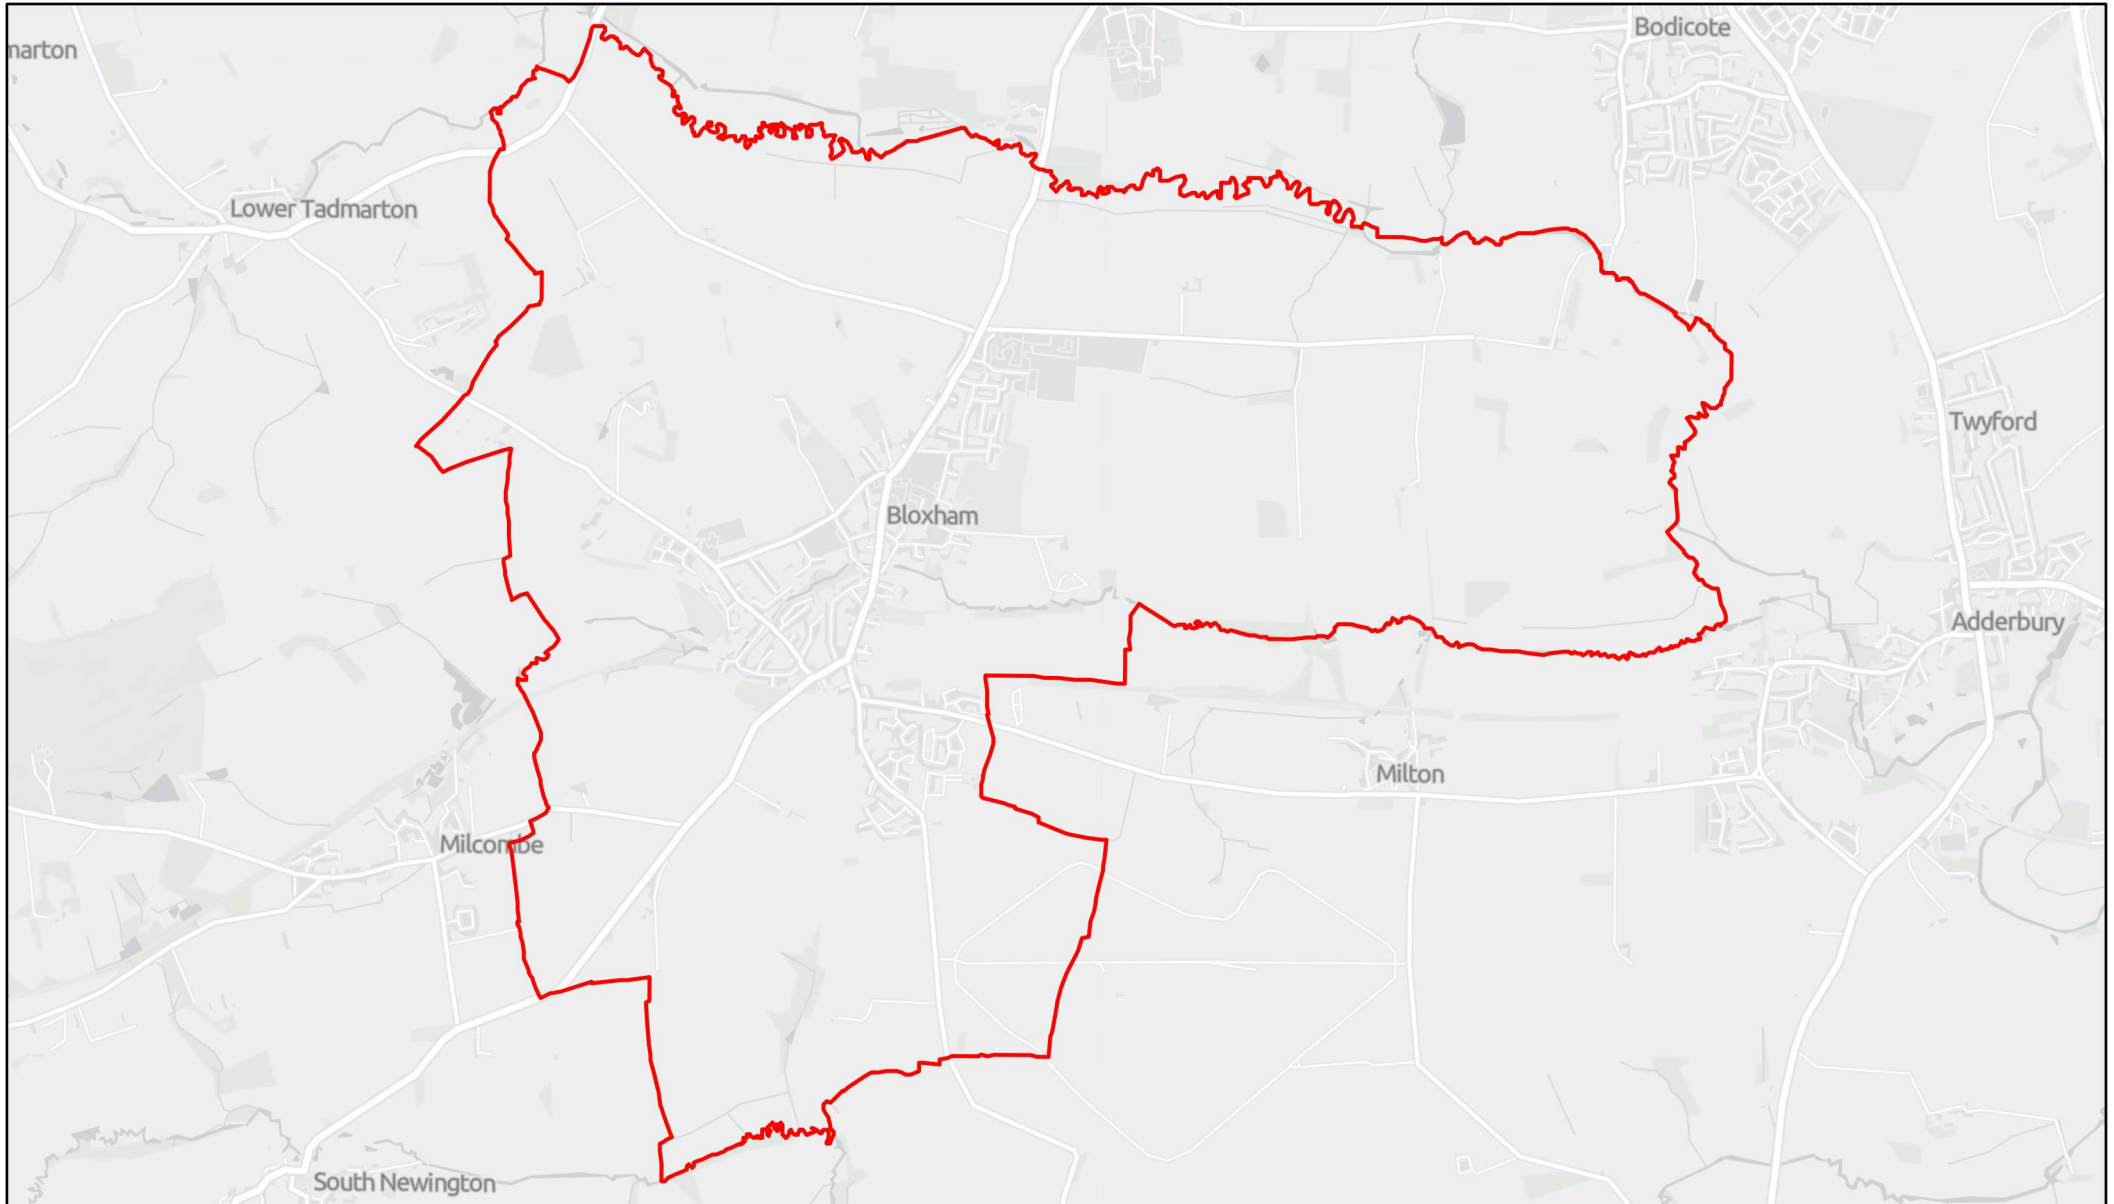 Bodicote
marton
Lower Tadmarton
Twyford
Bloxham
Adderbury
Milton
Milcombe
South Newington